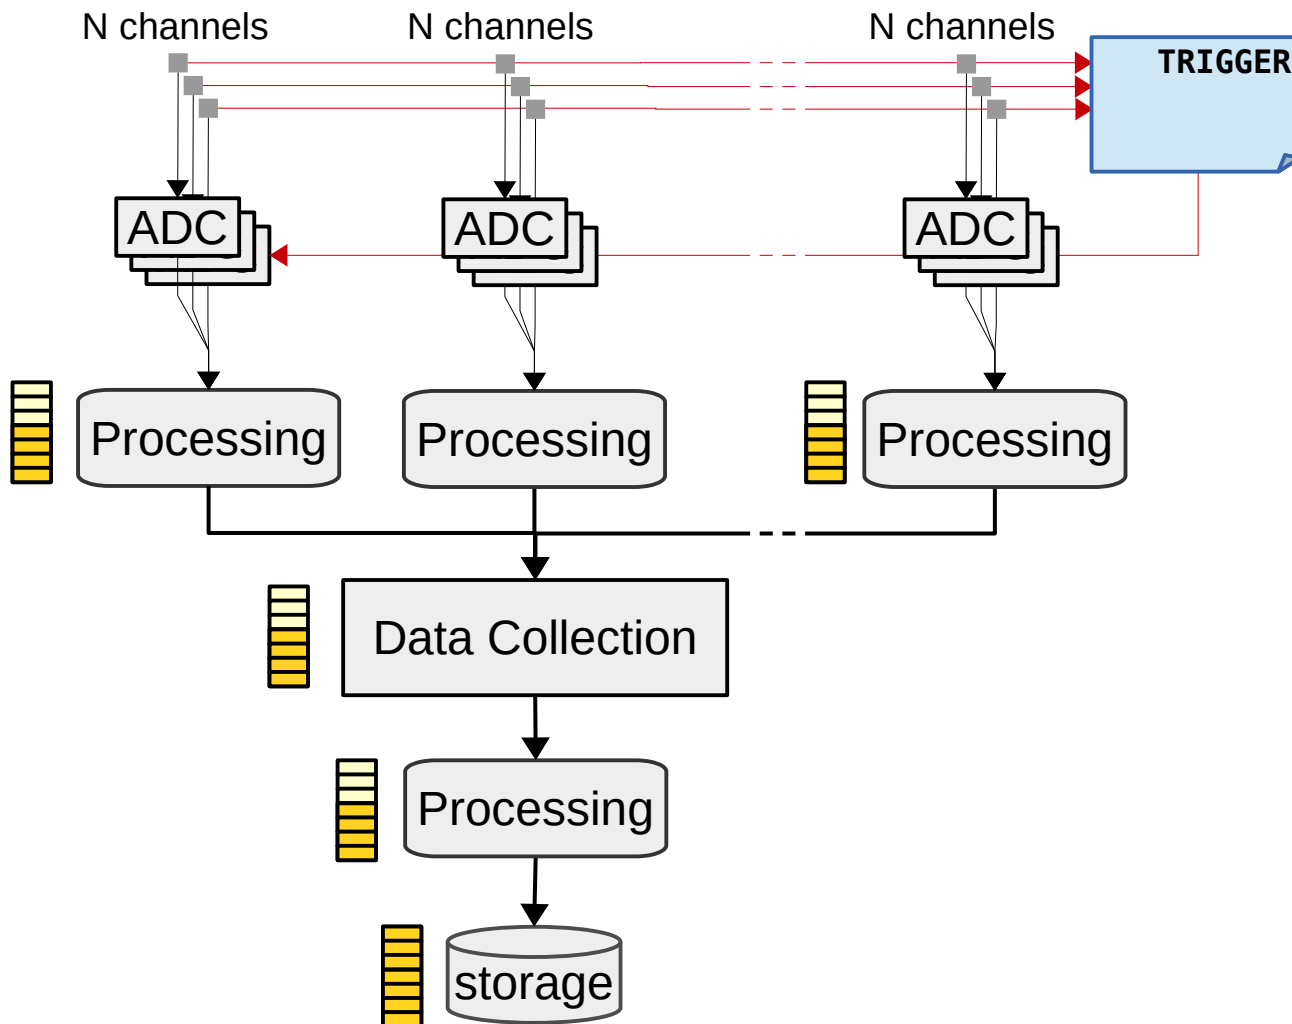 N channels
N channels
N channels
TRIGGER
ADC
ADC
ADC
Processing
Processing
Processing
Data Collection
Processing
storage